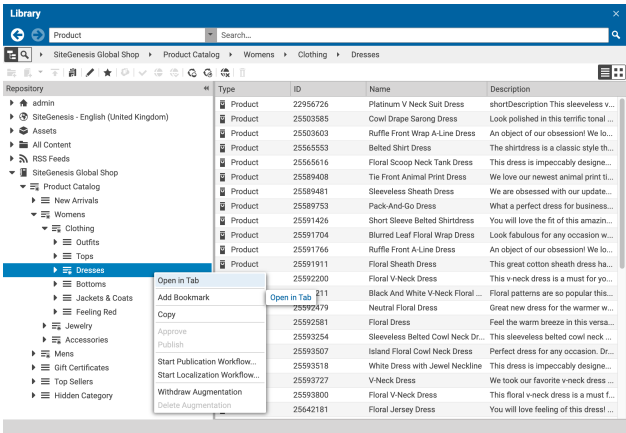 Library
Product Search...
SiteGenesis Global Shop Product Catalog Womens Clothing Dresses
Repository
admin
SiteGenesis - English (United Kingdom)
Assets
All Content
RSS Feeds
SiteGenesis Global Shop
Product Catalog
New Arrivals
Womens
Clothing
Outfits
Tops
Dresses
Bottoms
Jackets & Coats
Feeling Red
Jewelry
Accessories
Mens
Gift Certificates
Top Sellers
Hidden Category
Open in Tab
Add Bookmark
Copy
Approve
Publish
Start Publication Workflow...
Start Localization Workflow...
Withdraw Augmentation
Delete Augmentation
Open in Tab
Type ID Name Description
Product 22956726 Platinum V Neck Suit Dress shortDescription This sleeveless v...
Product 25503585 Cowl Drape Sarong Dress Look polished in this terrific tonal ...
Product 25503603 Ruffle Front Wrap A-Line Dress An object of our obsession! We lo...
Product 25565553 Belted Shirt Dress The shirtdress is a classic style th...
Product 25565616 Floral Scoop Neck Tank Dress This dress is impeccably designe...
Product 25589408 Tie Front Animal Print Dress We love our newest animal print ti...
Product 25589481 Sleeveless Sheath Dress We are obsessed with our update...
Product 25589753 Pack-And-Go Dress What a perfect dress for business...
Product 25591426 Short Sleeve Belted Shirtdress You will love the fit of this amazin...
Product 25591704 Blurred Leaf Floral Wrap Dress Look fabulous for any occasion w...
Product 25591766 Ruffle Front A-Line Dress An object of our obsession! We lo...
Product 25591911 Floral Sheath Dress This great cotton sheath dress ha...
25592200 Floral V-Neck Dress This v-neck dress is a must for yo...
211 Black And White V-Neck Floral ... Floral patterns are so popular this...
25592479 Neutral Floral Dress Great new dress for the warmer w...
25592581 Floral Dress Feel the warm breeze in this versa...
25593254 Sleeveless Belted Cowl Neck Dr... This sleeveless belted cowl neck ...
25593507 Island Floral Cowl Neck Dress Perfect dress for any occasion. Dr...
25593518 White Dress with Jewel Neckline This dress is impeccably designe...
25593727 V-Neck Dress We took our favorite v-neck dress ...
25593800 Floral V-Neck Dress This floral v-neck dress is a must f...
25642181 Floral Jersey Dress You will love feeling of this dress! ...